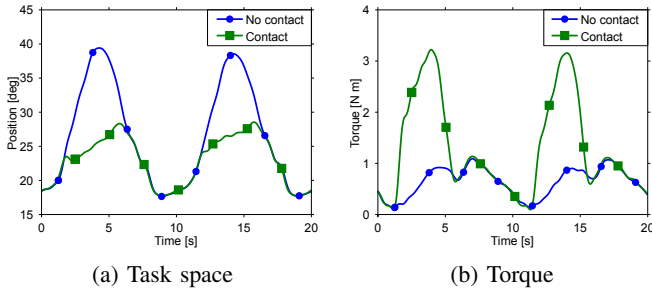 45
40
35
30
25
20
15
Position [deg]
0 5 10 15 20
Time [s]
No contact
Contact
4
3
2
1
0
Torque [N m]
0 5 10 15 20
Time [s]
No contact
Contact
(a) Task space
(b) Torque